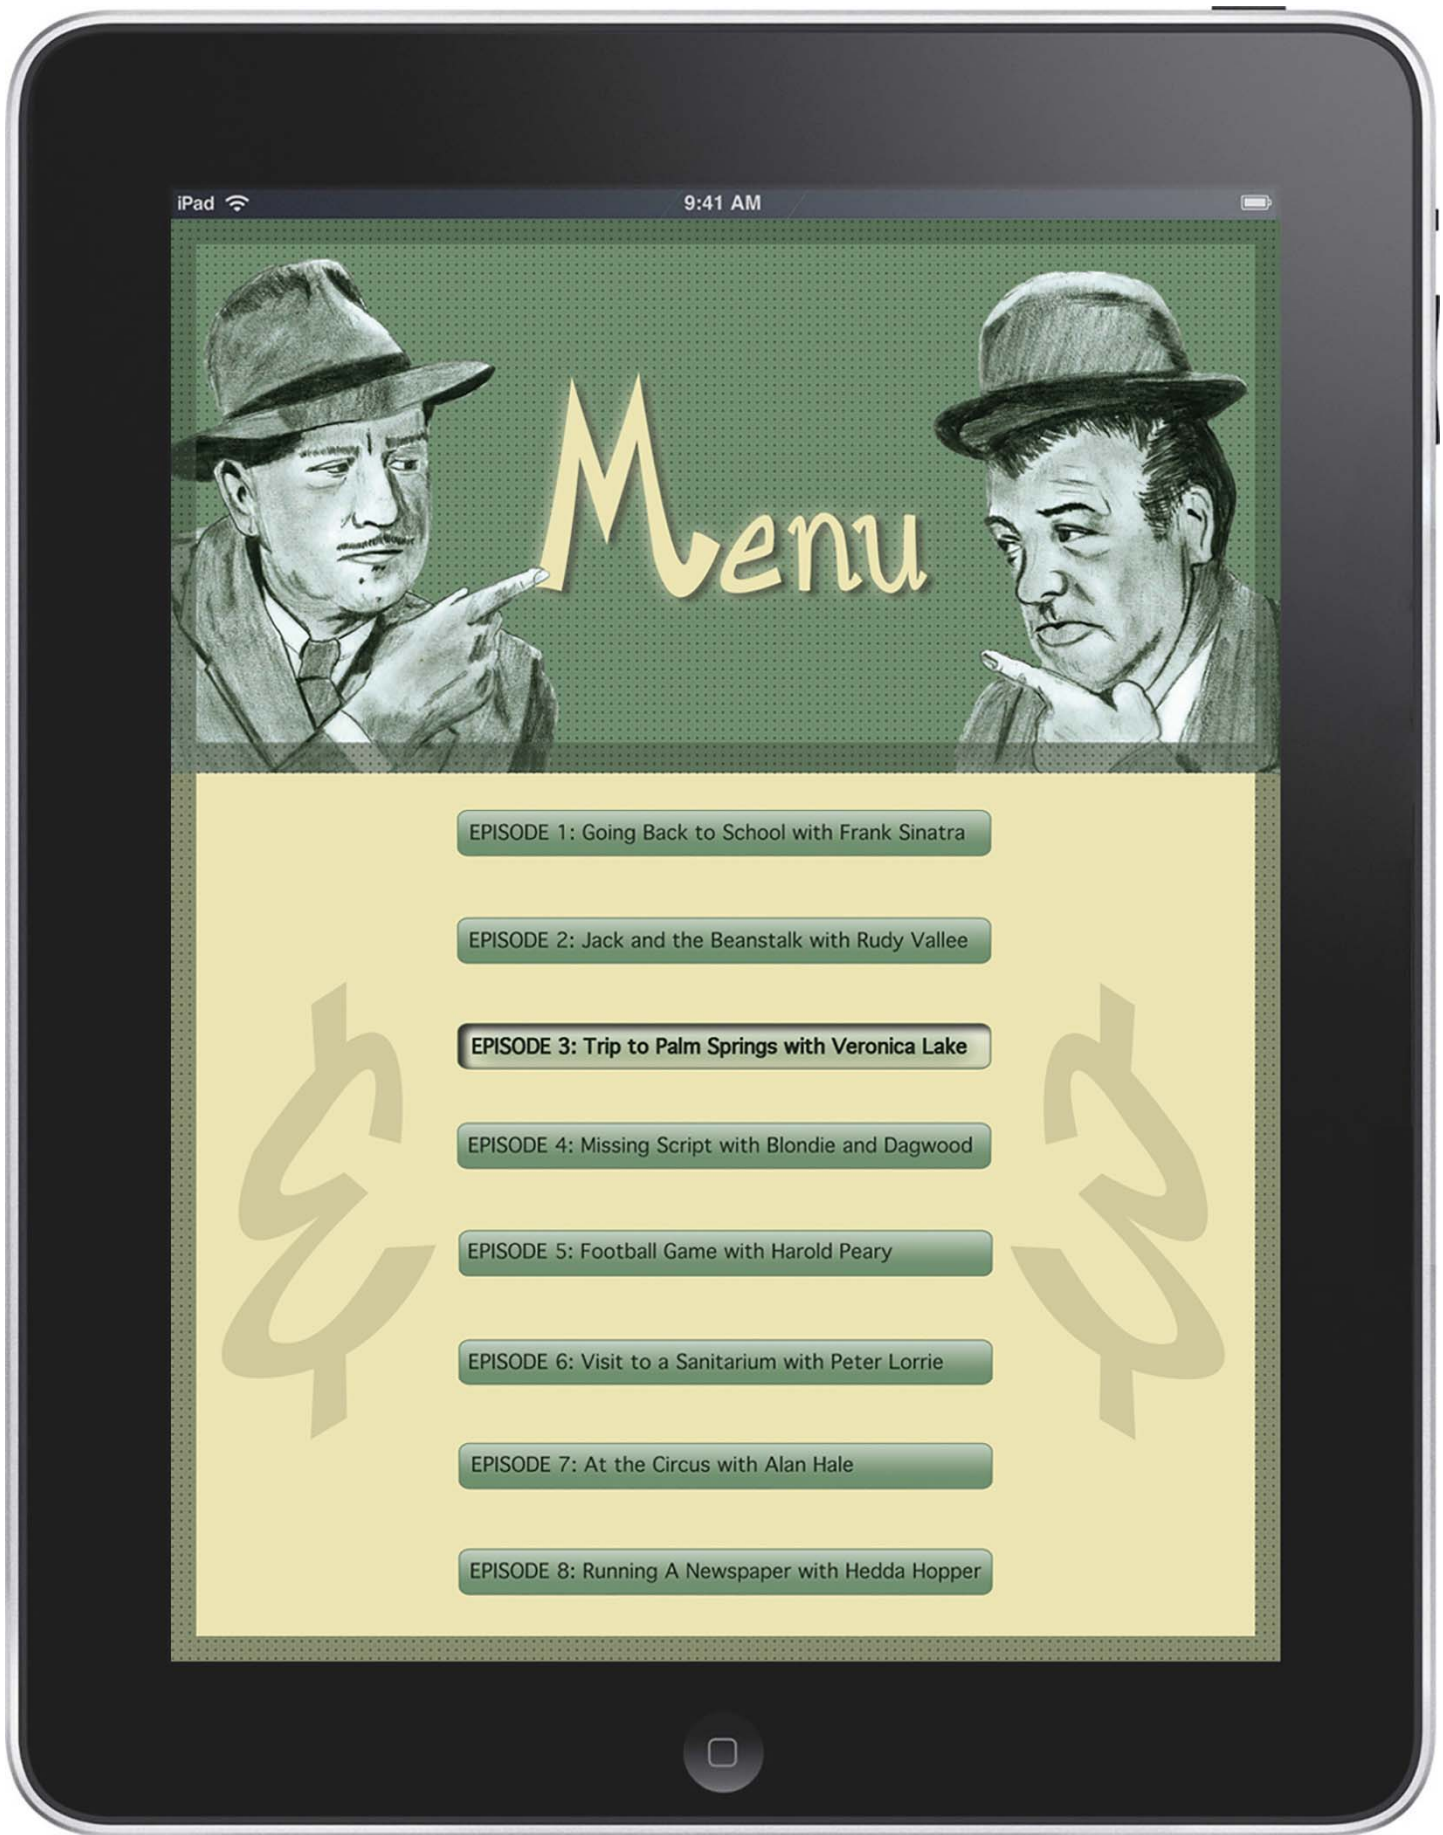 iPad 9:41 AM
Menu
EPISODE 1: Going Back to School with Frank Sinatra
EPISODE 2: Jack and the Beanstalk with Rudy Vallee
EPISODE 3: Trip to Palm Springs with Veronica Lake
EPISODE 4: Missing Script with Blondie and Dagwood
EPISODE 5: Football Game with Harold Peary
EPISODE 6: Visit to a Sanitarium with Peter Lorrie
EPISODE 7: At the Circus with Alan Hale
EPISODE 8: Running A Newspaper with Hedda Hopper